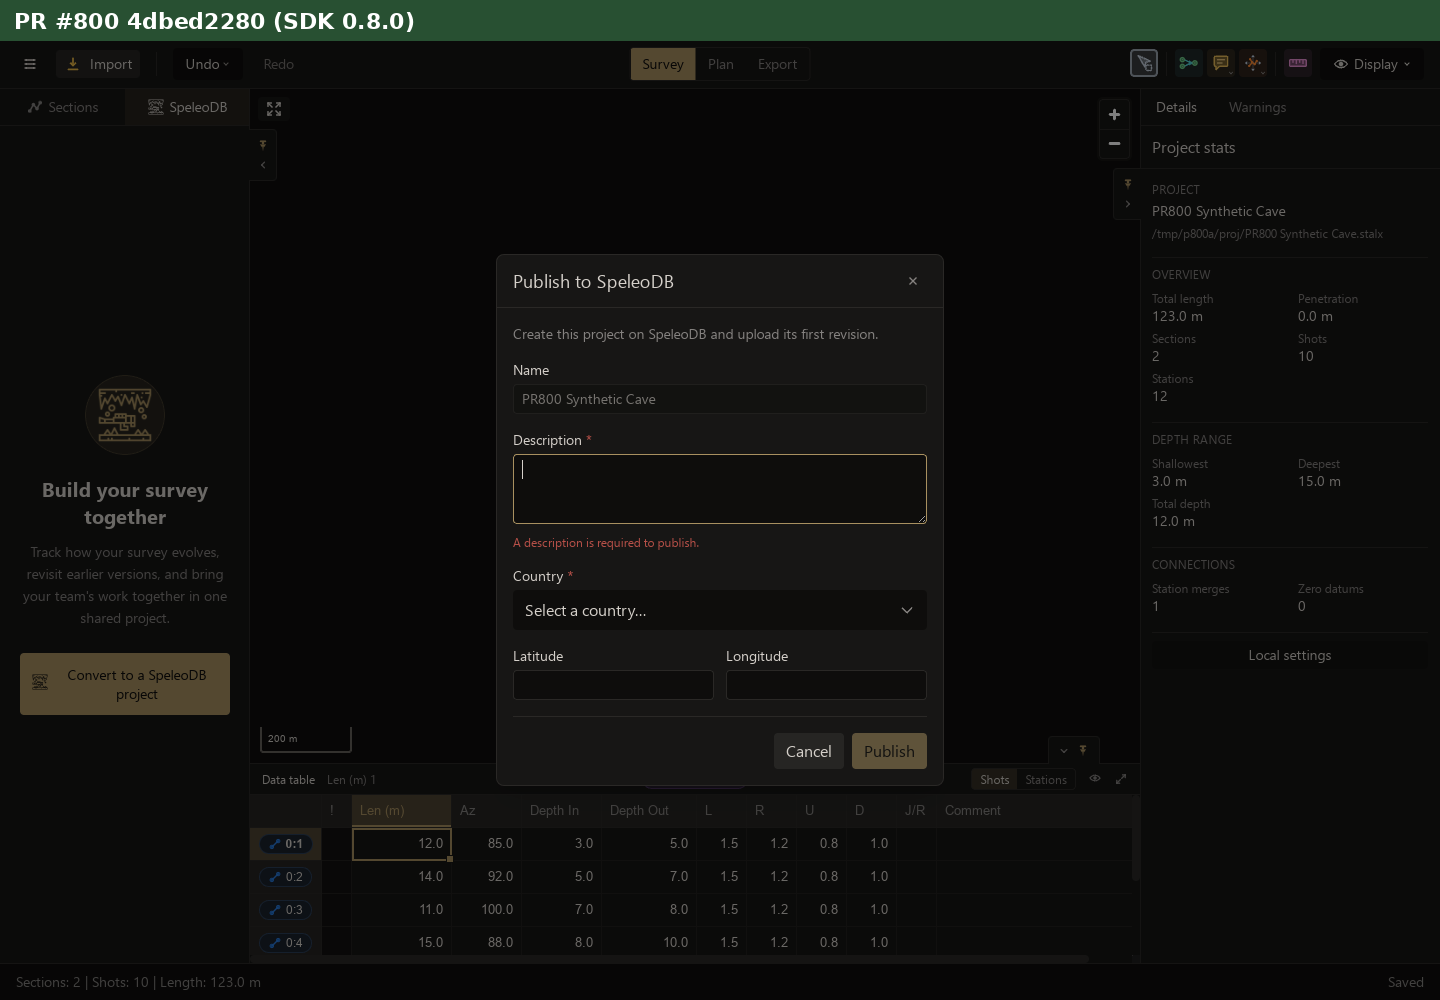 PR #800 4dbed2280 (SDK 0.8.0)
Import
Undo
Redo
Survey
Plan
Export
Display
Sections
SpeleoDB
Details
Warnings
Project stats
PROJECT
PR800 Synthetic Cave
/tmp/p800a/proj/PR800 Synthetic Cave.stalx
OVERVIEW
Total length
Penetration
123.0 m
0.0 m
Sections
Shots
2
10
Stations
12
DEPTH RANGE
Shallowest
Deepest
3.0 m
15.0 m
Total depth
12.0 m
CONNECTIONS
Station merges
Zero datums
1
0
Local settings
Build your survey
together
Track how your survey evolves,
revisit earlier versions, and bring
your team's work together in one
shared project.
Convert to a SpeleoDB
project
Publish to SpeleoDB
Create this project on SpeleoDB and upload its first revision.
Name
PR800 Synthetic Cave
Description *
A description is required to publish.
Country *
Select a country...
Latitude
Longitude
Cancel
Publish
200 m
Data table
Len (m) 1
Shots
Stations
! Len (m) Az Depth In Depth Out L R U D J/R Comment
0:1 12.0 85.0 3.0 5.0 1.5 1.2 0.8 1.0
0:2 14.0 92.0 5.0 7.0 1.5 1.2 0.8 1.0
0:3 11.0 100.0 7.0 8.0 1.5 1.2 0.8 1.0
0:4 15.0 88.0 8.0 10.0 1.5 1.2 0.8 1.0
Sections: 2 | Shots: 10 | Length: 123.0 m
Saved